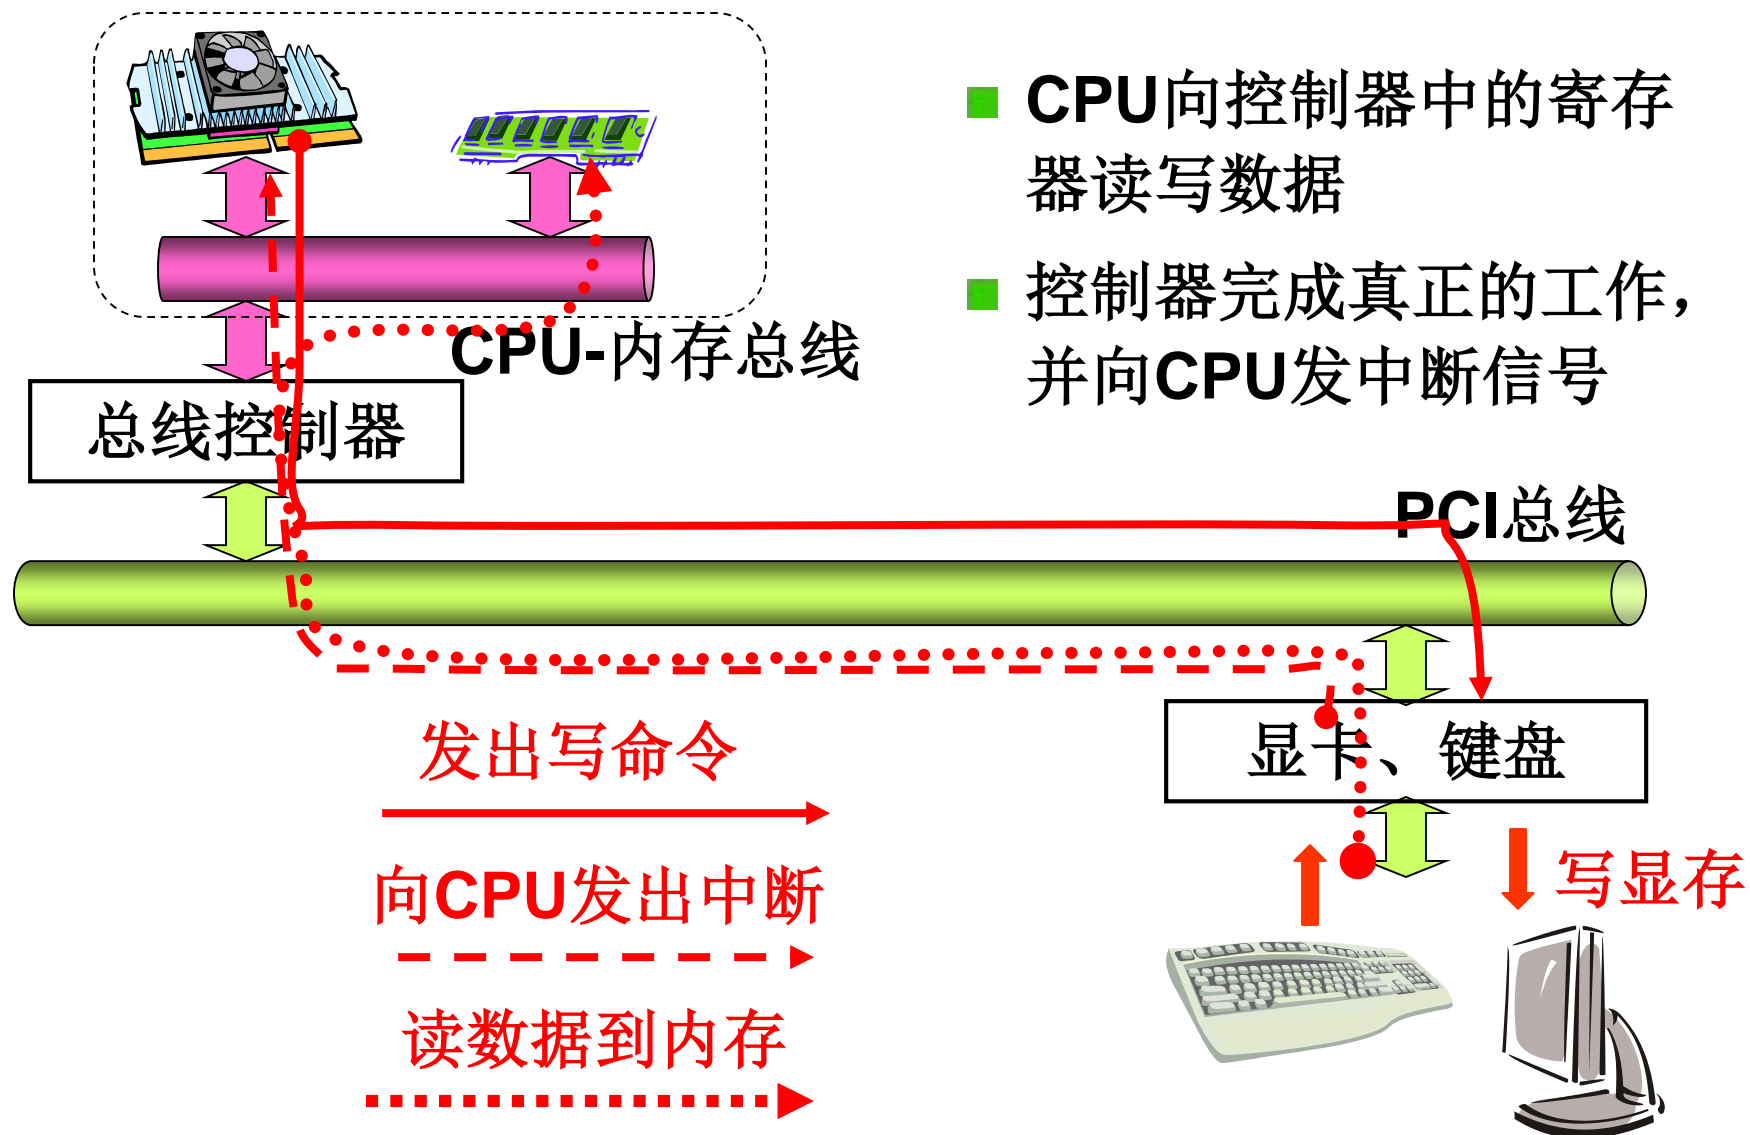 CPU向控制器中的寄存
器读写数据
控制器完成真正的工作，
并向CPU发中断信号
CPU-内存总线
总线控制器
PCI总线
显卡、键盘
发出写命令
向CPU发出中断
读数据到内存
写显存